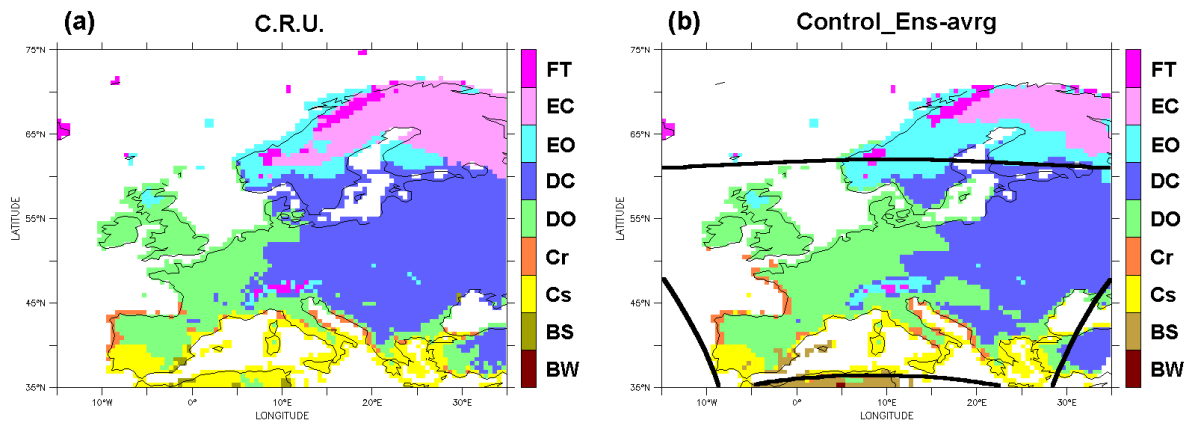 (a) C.R.U.
75°N
65°N
55°N
45°N
35°N
LATITUDE
10°W 0° 10°E 20°E 30°E
LONGITUDE
FT
EC
EO
DC
DO
Cr
Cs
BS
BW
(b) Control_Ens-avrg
75°N
65°N
55°N
45°N
35°N
LATITUDE
10°W 0° 10°E 20°E 30°E
LONGITUDE
FT
EC
EO
DC
DO
Cr
Cs
BS
BW